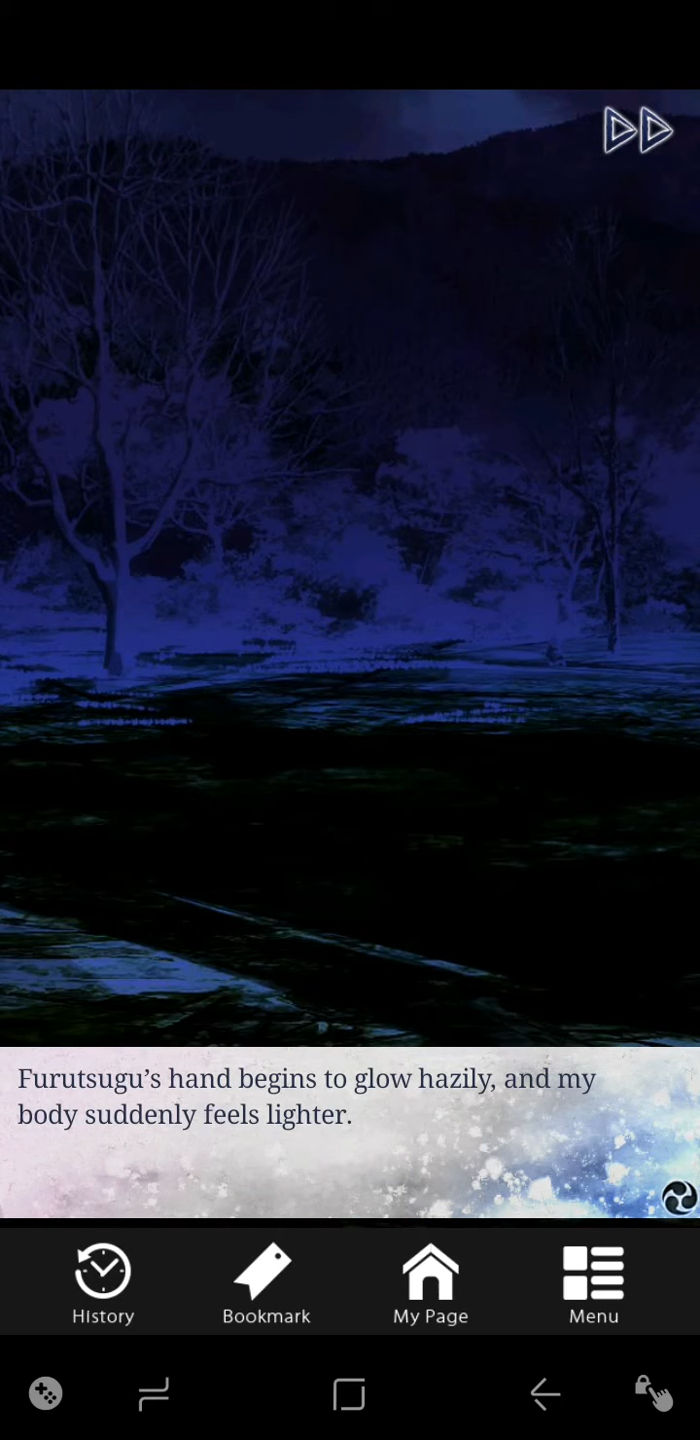 Furutsugu’s hand begins to glow hazily, and my
body suddenly feels lighter.
History
Bookmark
My Page
Menu